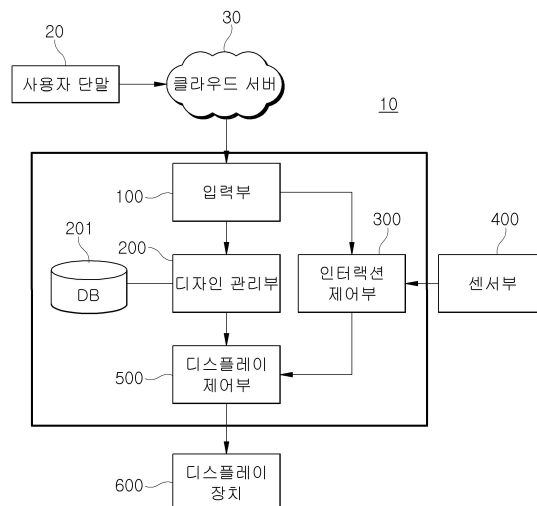 20
30
사용자 단말
클라우드 서버
10
100
입력부
201
200
300
400
DB
디자인 관리부
인터랙션
제어부
센서부
500
디스플레이
제어부
600
디스플레이
장치